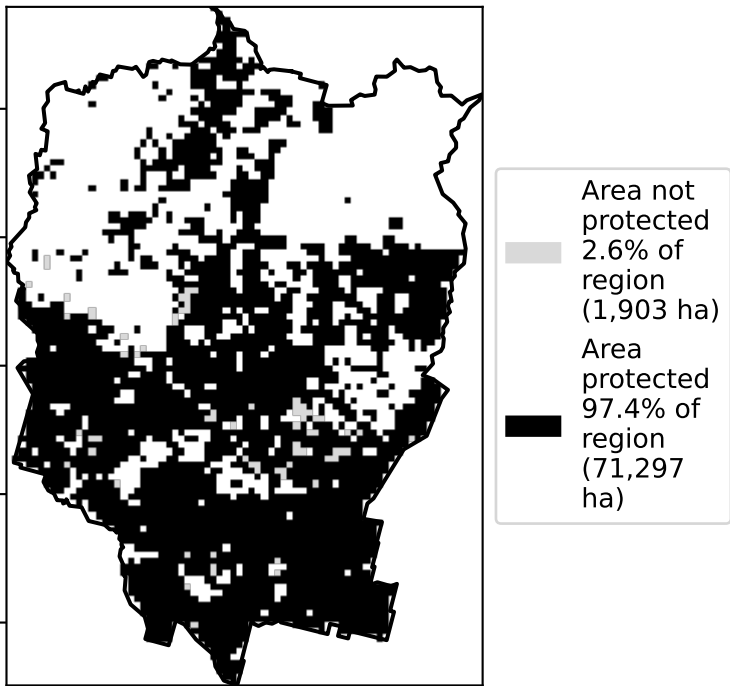 Area not
protected
2.6% of
region
(1,903 ha)
Area
protected
97.4% of
region
(71,297
ha)